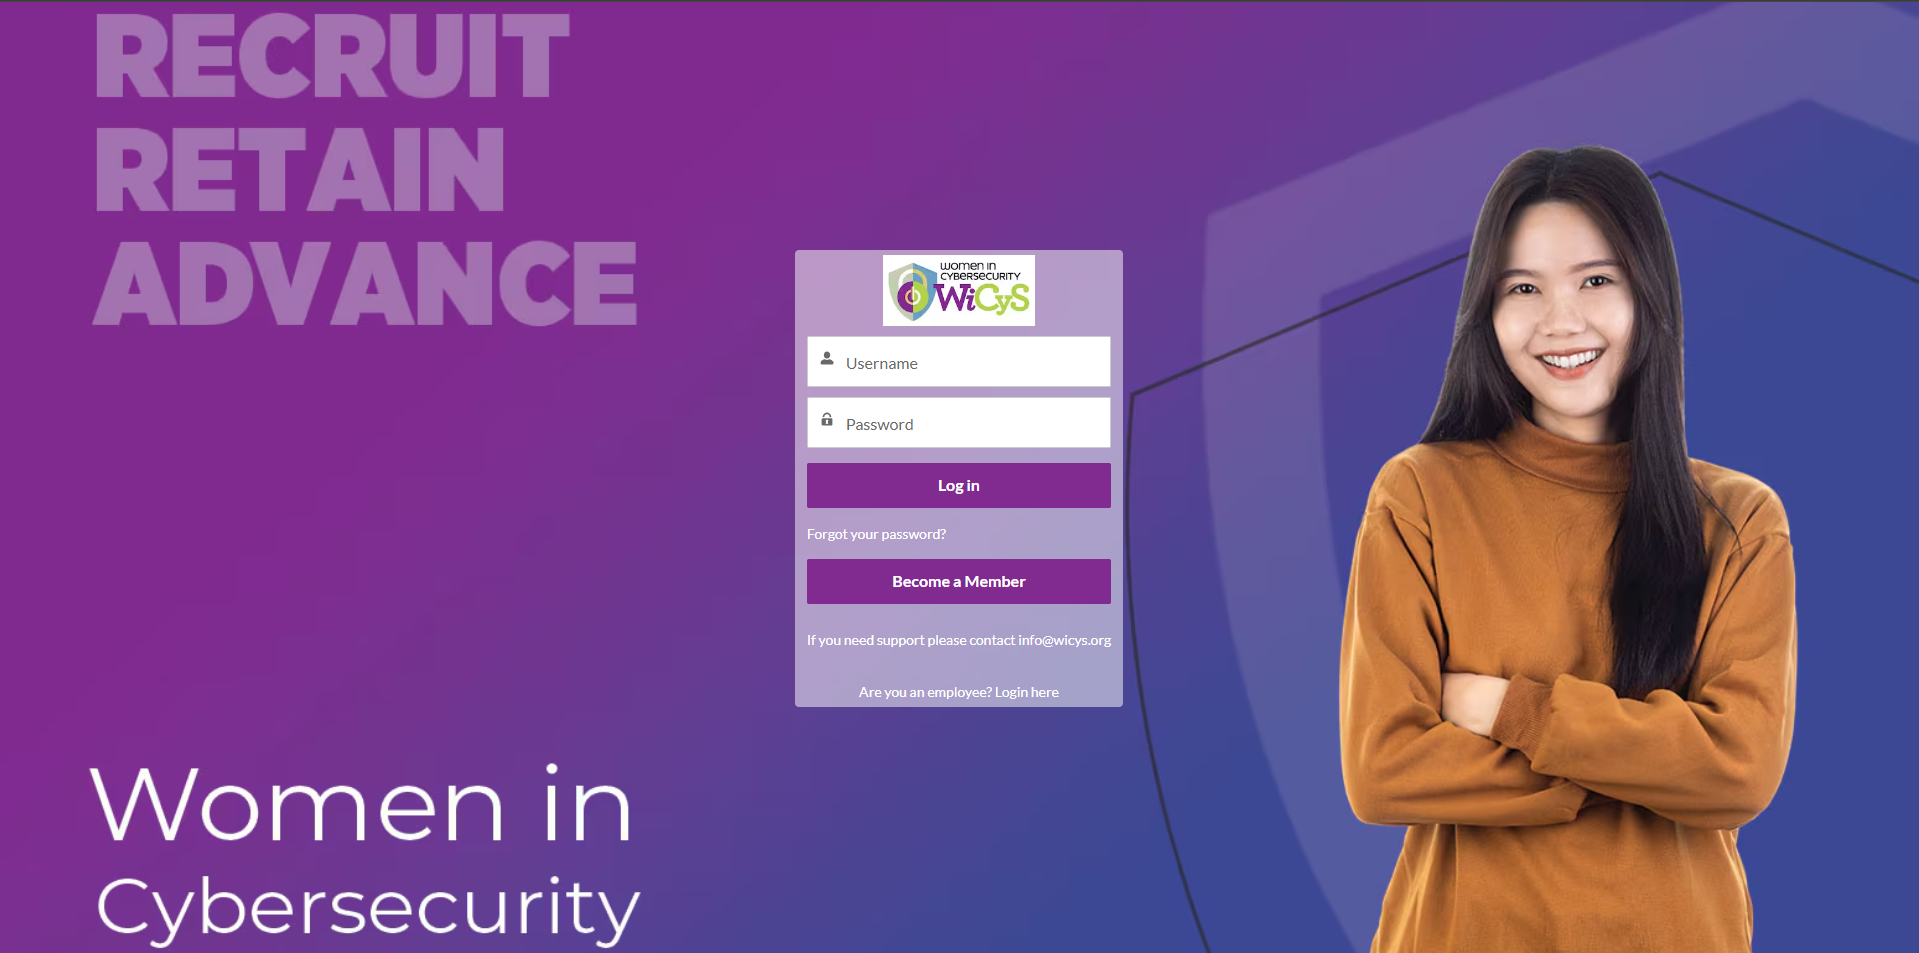 RECRUIT
RETAIN
ADVANCE
women in
cybersecurity
WiCyS
Username
Password
Log in
Forgot your password?
Become a Member
If you need support please contact info@wicys.org
Are you an employee? Login here
Women in
Cybersecurity